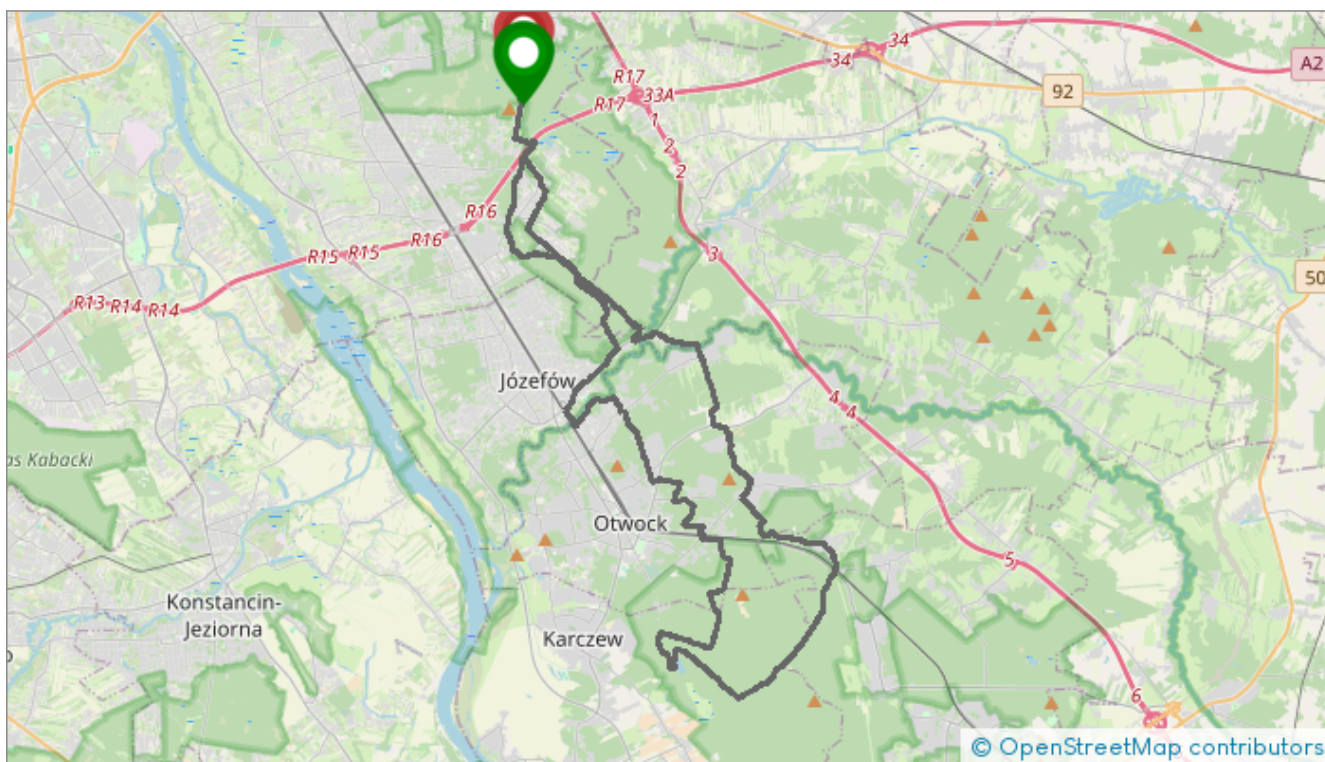 34
34
R17
A2
33A
92
R17
1
2
2
R16
R16
R15
R15
3
50
R13
R14
R14
Józefów
4
4
as Kabacki
Otwock
5
Konstancin-
Jeziorna
Karczew
6
© OpenStreetMap contributors